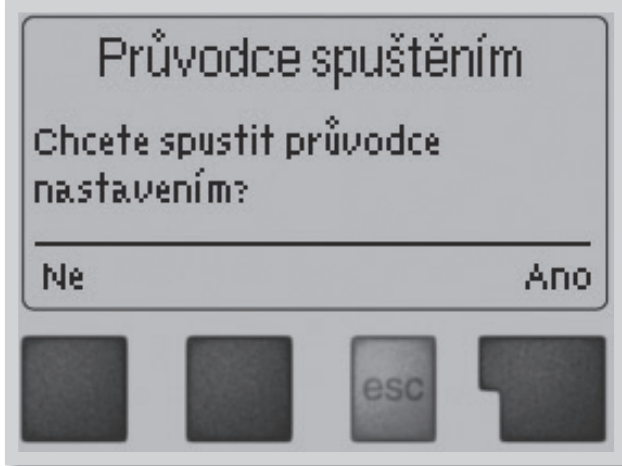 Průvodce spuštěním
Chcete spustit průvodce
nastavením?
Ne
Ano
esc